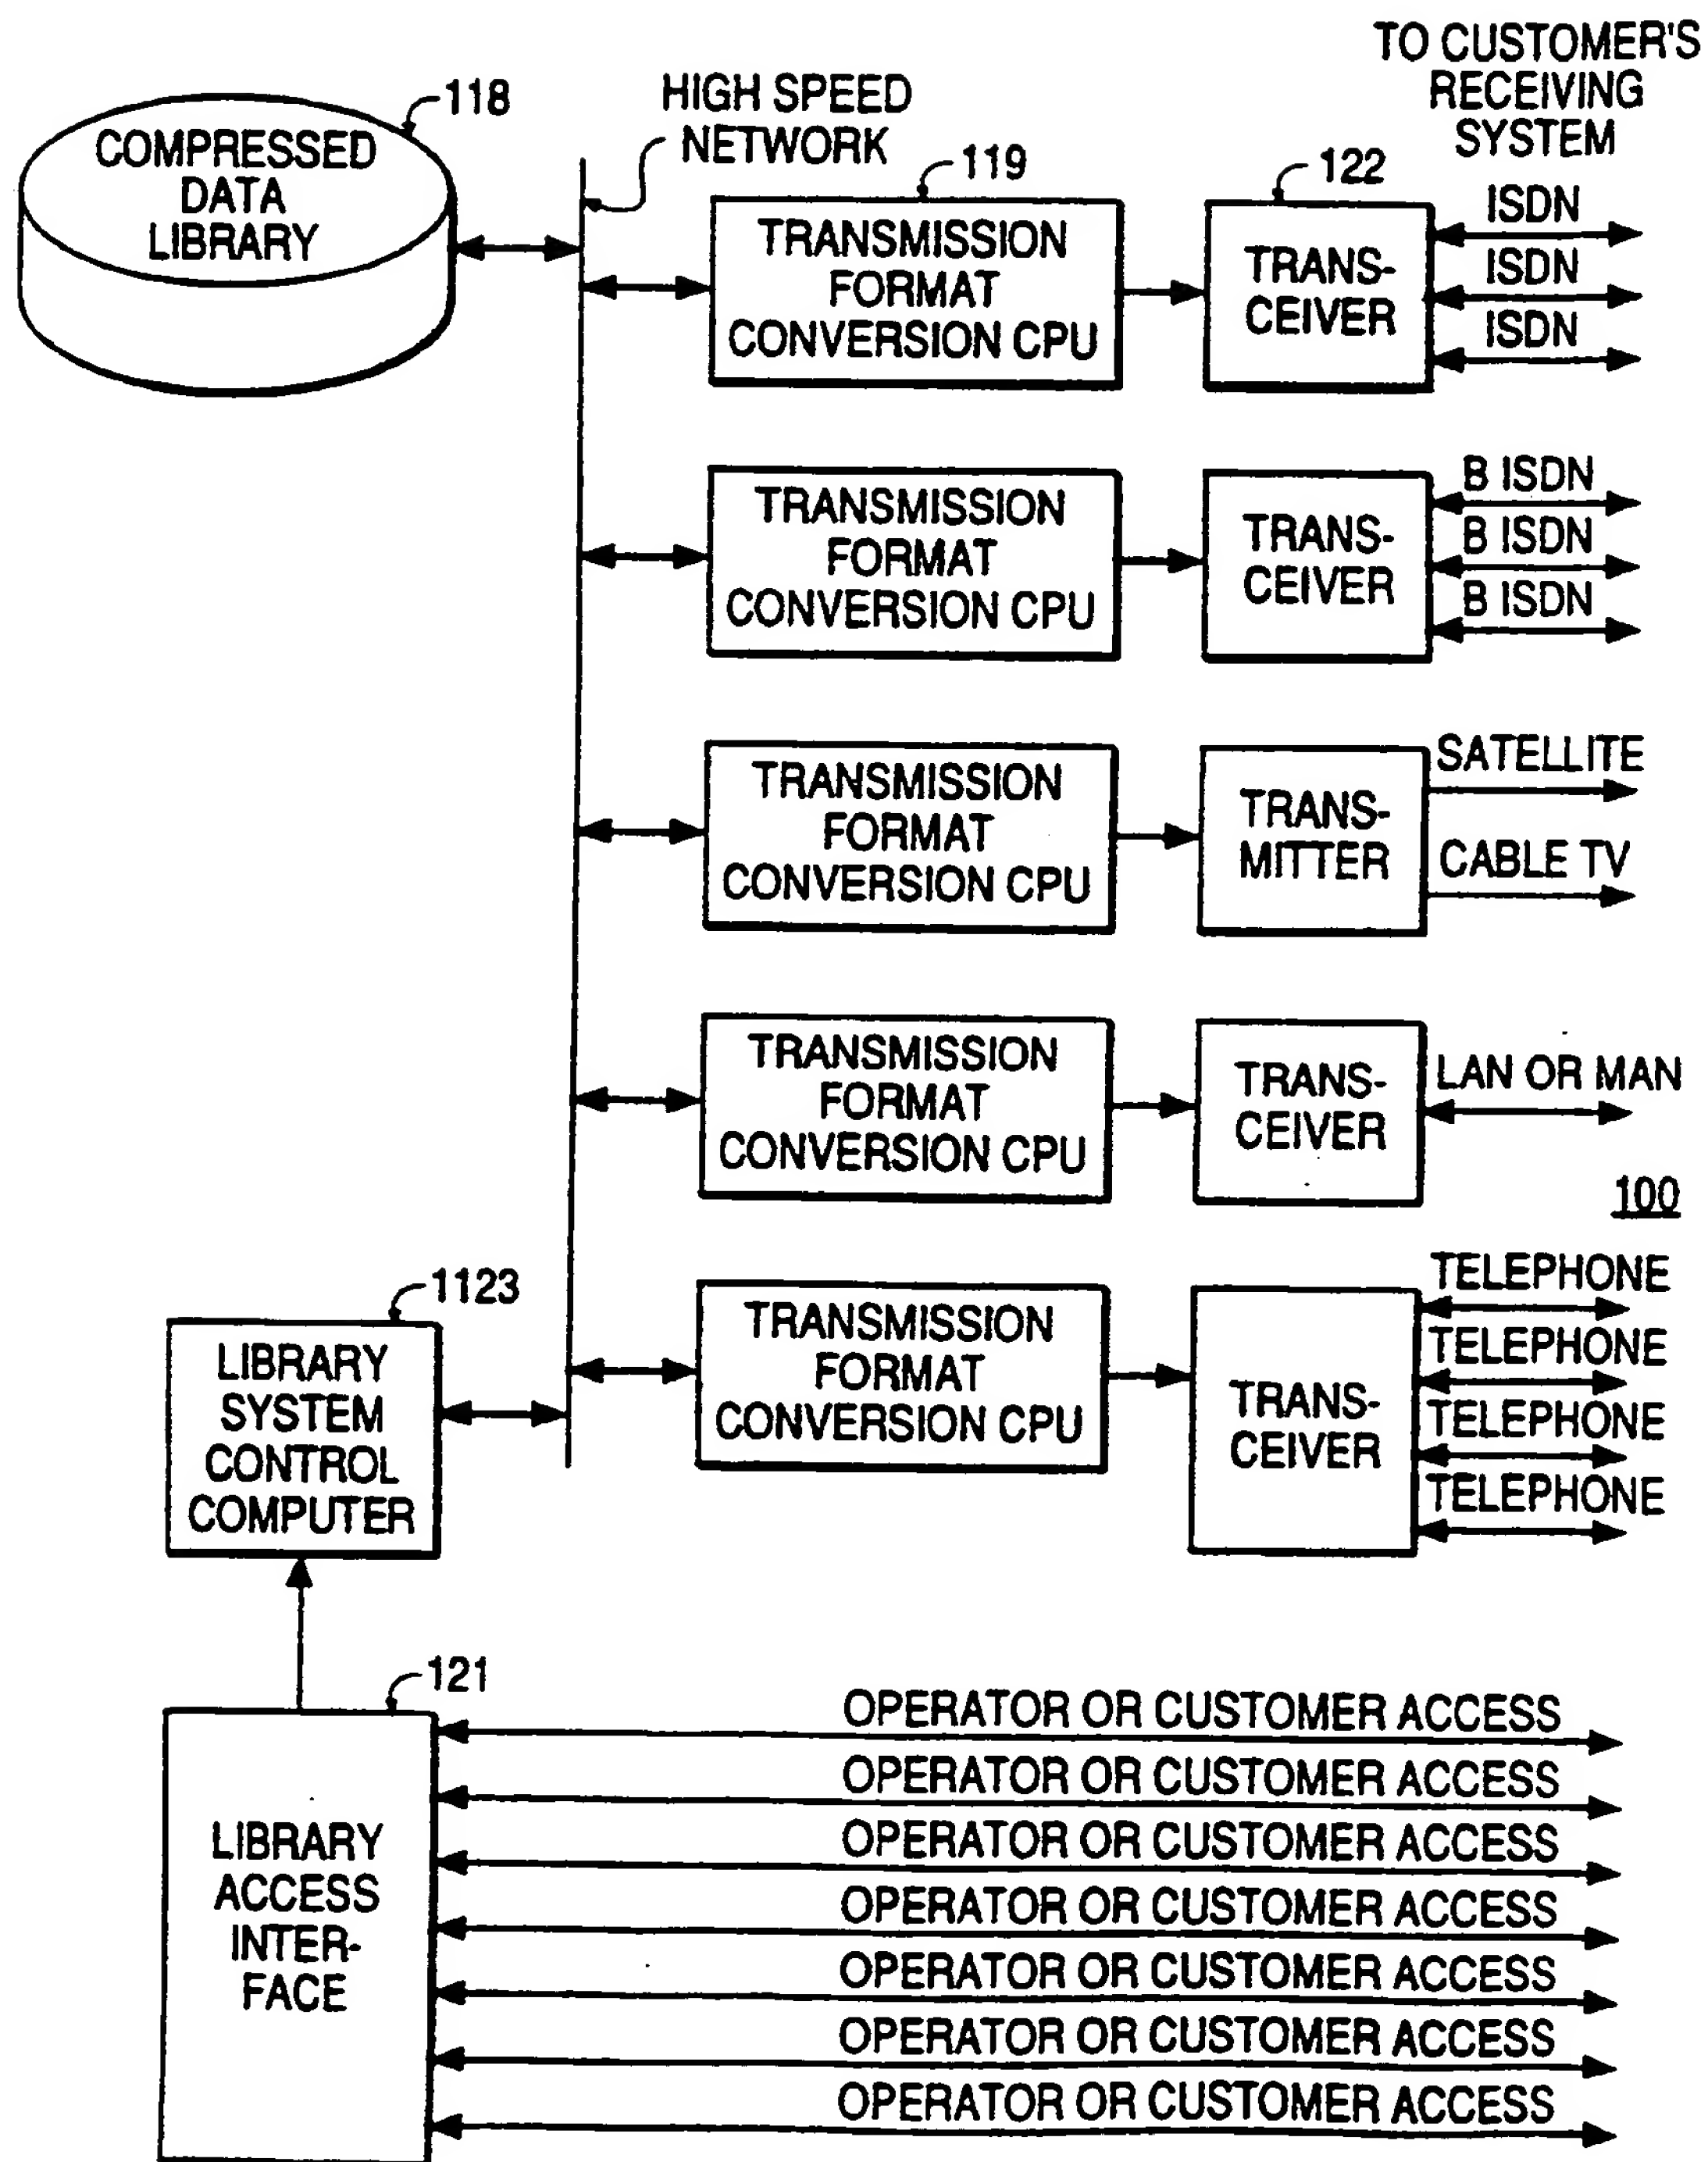 TO CUSTOMER'S
RECEIVING
SYSTEM
118
HIGH SPEED
NETWORK
COMPRESSED
DATA
LIBRARY
119
122
TRANSMISSION
FORMAT
CONVERSION CPU
TRANS-
CEIVER
ISDN
ISDN
ISDN
TRANSMISSION
FORMAT
CONVERSION CPU
TRANS-
CEIVER
B ISDN
B ISDN
B ISDN
TRANSMISSION
FORMAT
CONVERSION CPU
TRANS-
MITTER
SATELLITE
CABLE TV
TRANSMISSION
FORMAT
CONVERSION CPU
TRANS-
CEIVER
LAN OR MAN
100
1123
LIBRARY
SYSTEM
CONTROL
COMPUTER
TRANSMISSION
FORMAT
CONVERSION CPU
TRANS-
CEIVER
TELEPHONE
TELEPHONE
TELEPHONE
TELEPHONE
121
LIBRARY
ACCESS
INTER-
FACE
OPERATOR OR CUSTOMER ACCESS
OPERATOR OR CUSTOMER ACCESS
OPERATOR OR CUSTOMER ACCESS
OPERATOR OR CUSTOMER ACCESS
OPERATOR OR CUSTOMER ACCESS
OPERATOR OR CUSTOMER ACCESS
OPERATOR OR CUSTOMER ACCESS